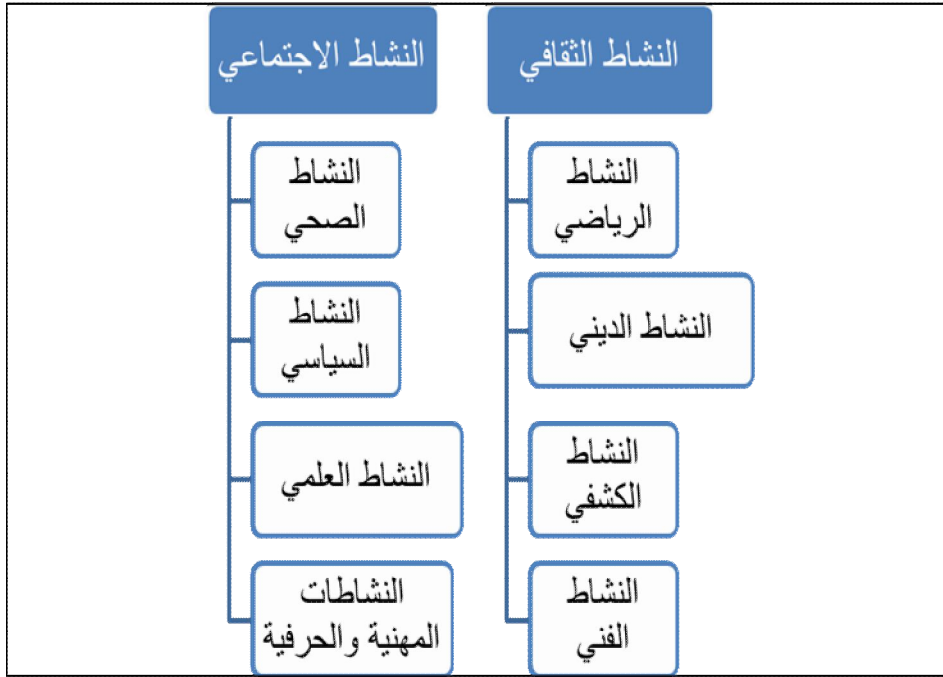 النشاط الثقافي
النشاط
الرياضي
النشاط الديني
النشاط
الكشفي
النشاط
الفني
النشاط الاجتماعي
النشاط
الصحي
النشاط
السياسي
النشاط العلمي
النشاطات
المهنية والحرفية